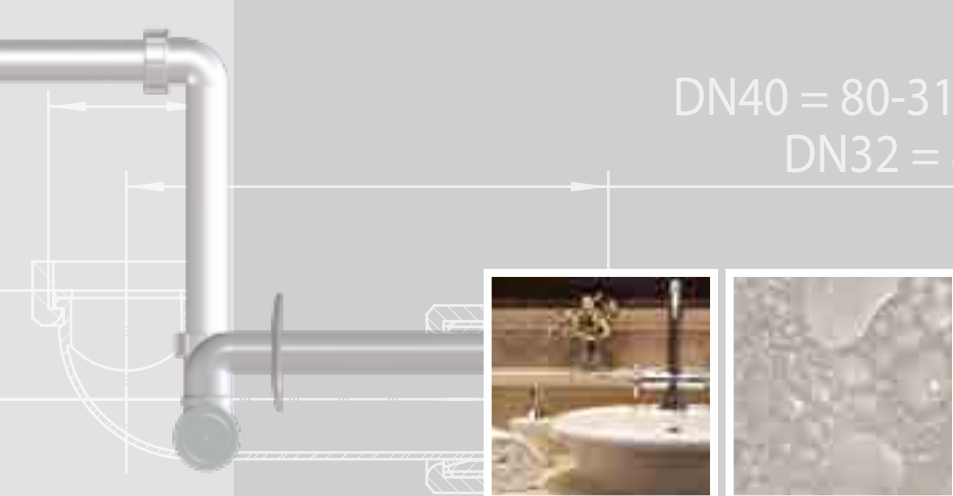 DN40 = 80-31
DN32 =